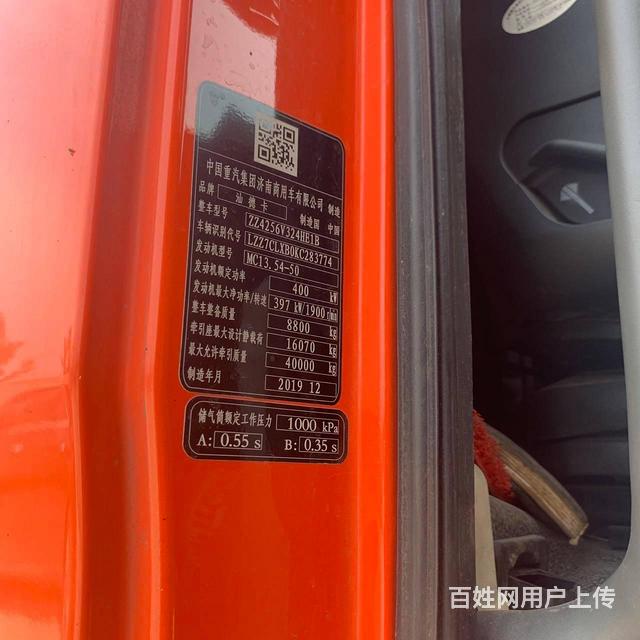 中国重汽集团济南商用车有限公司 制造
品牌 汕德卡 制造国 中国
整车型号 ZZ4256V324HE1B
车辆识别代号 LZZ7CLXB0KC283774
发动机型号 MC13.54-50
发动机额定功率 400 kW
发动机最大净功率/转速 397 kW/1900 r/min
整车整备质量 8800 kg
牵引座最大设计静载荷 16070 kg
最大允许牵引质量 40000 kg
制造年月 2019 12
储气筒额定工作压力 1000 kPa
A: 0.55 s B: 0.35 s
百姓网用户上传